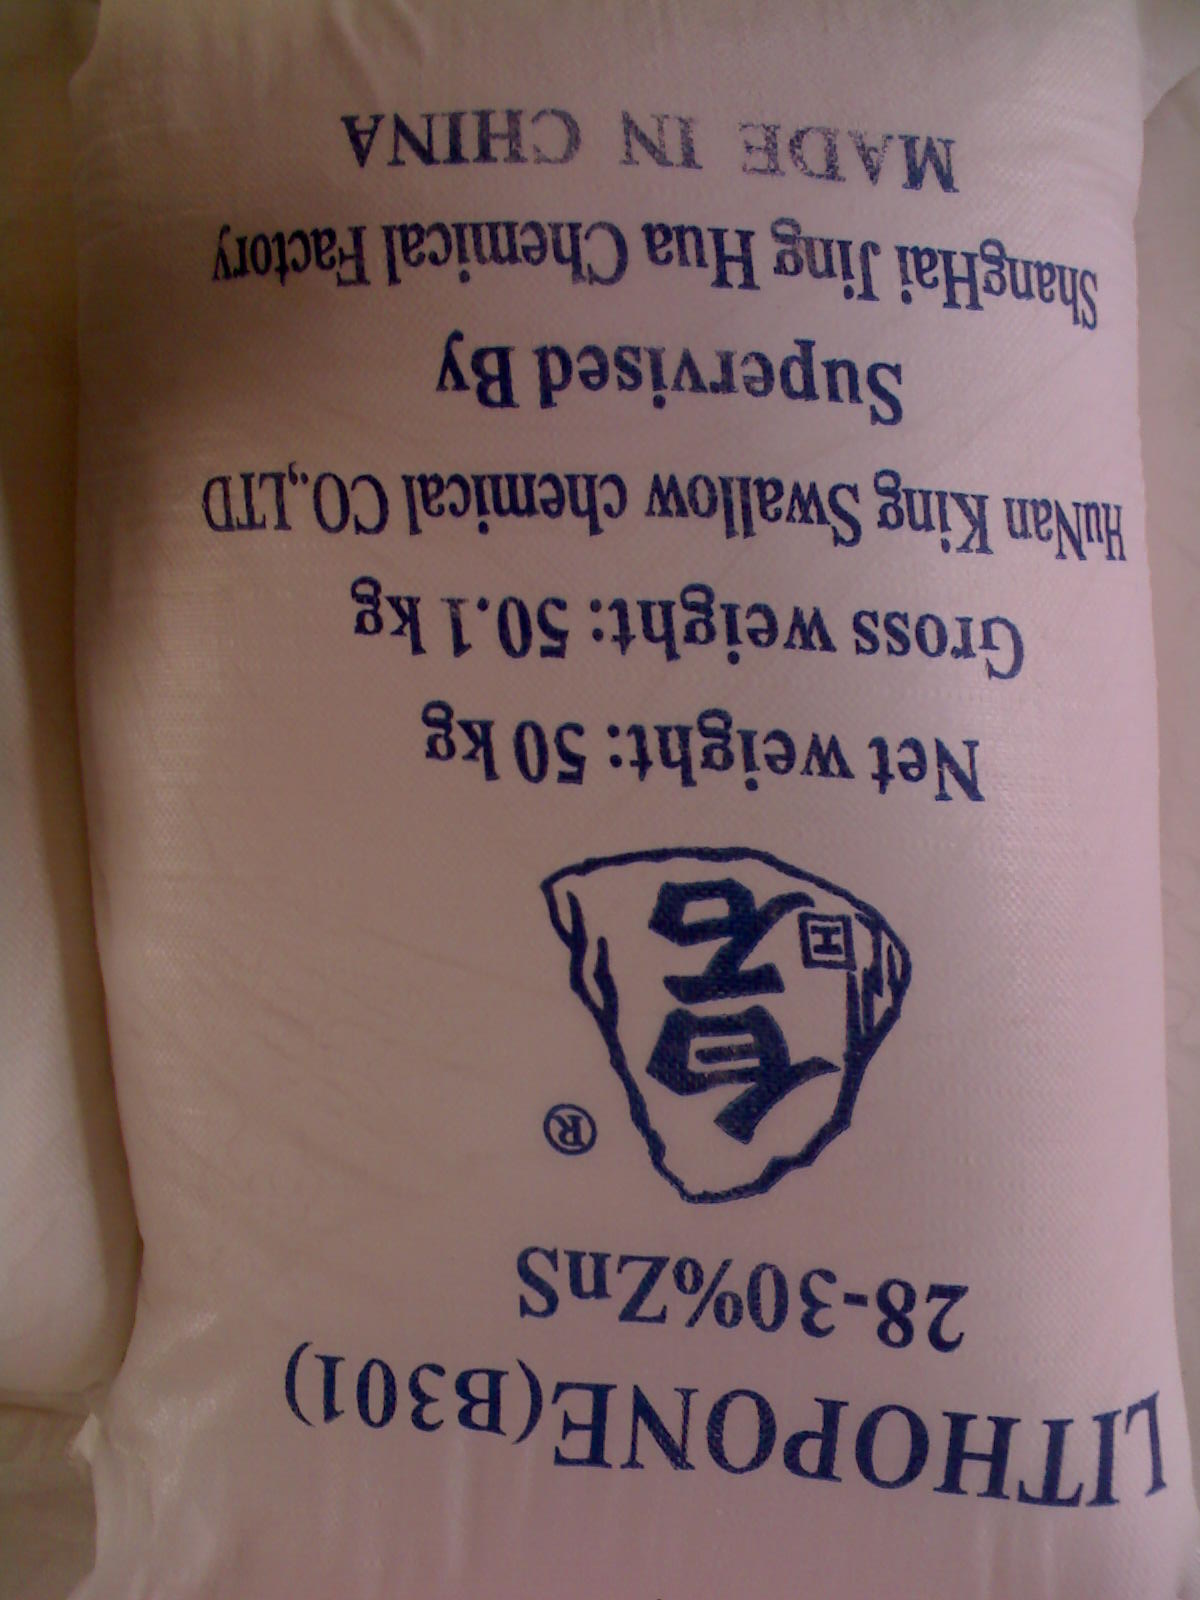 LITHOPONE(B301)
28-30%ZnS
®
Net weight: 50 kg
Gross weight: 50.1 kg
HuNan King Swallow chemical CO.,LTD
Supervised By
ShangHai Jing Hua Chemical Factory
MADE IN CHINA